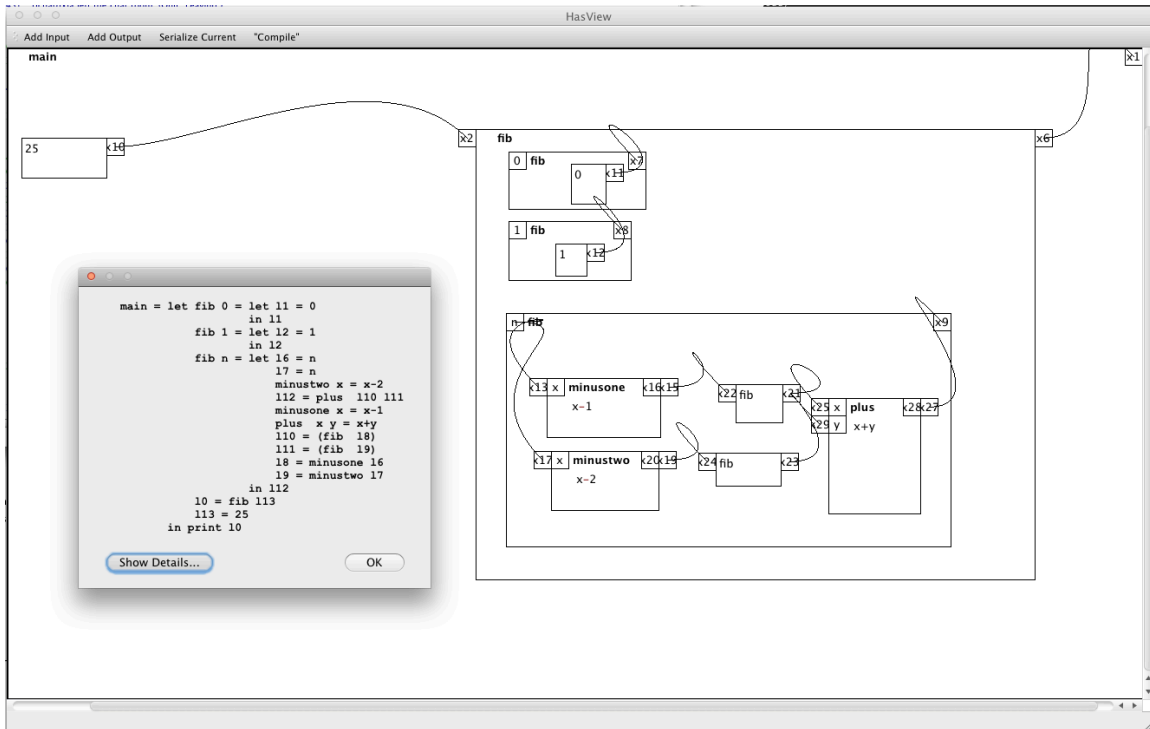 HasView
Add Input Add Output Serialize Current "Compile"
main
x1
25
x10
x2
fib
x6
0 fib
x7
0
x11
1 fib
x8
1
x12
main = let fib 0 = let l1 = 0
in l1
fib 1 = let l2 = 1
in l2
fib n = let l6 = n
l7 = n
minustwo x = x-2
l12 = plus  l10 l11
minusone x = x-1
plus  x y = x+y
l10 = (fib  l8)
l11 = (fib  l9)
l8 = minusone l6
l9 = minustwo l7
in l12
l0 = fib l13
l13 = 25
in print l0
Show Details...
OK
n fib
x9
x13 x minusone x16 x15
x-1
x22 fib x21
x25 x plus x28 x27
x29 y x+y
x17 x minustwo x20 x19
x-2
x24 fib x23